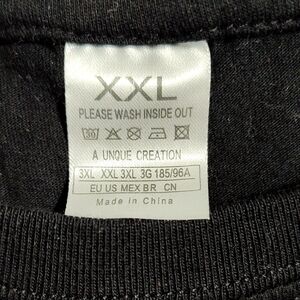 XXL
PLEASE WASH INSIDE OUT
30
A UNQUE CREATION
3XL XXL 3XL 3G 185/96A
EU US MEX BR CN
Made in China